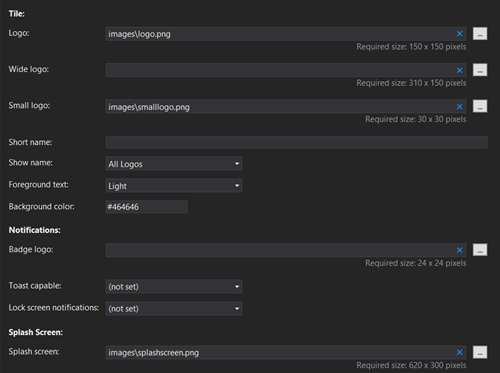 Tile:
Logo: images\logo.png ✕ ...
Required size: 150 x 150 pixels
Wide logo: ✕ ...
Required size: 310 x 150 pixels
Small logo: images\smalllogo.png ✕ ...
Required size: 30 x 30 pixels
Short name:
Show name: All Logos
Foreground text: Light
Background color: #464646
Notifications:
Badge logo: ✕ ...
Required size: 24 x 24 pixels
Toast capable: (not set)
Lock screen notifications: (not set)
Splash Screen:
Splash screen: images\splashscreen.png ✕ ...
Required size: 620 x 300 pixels